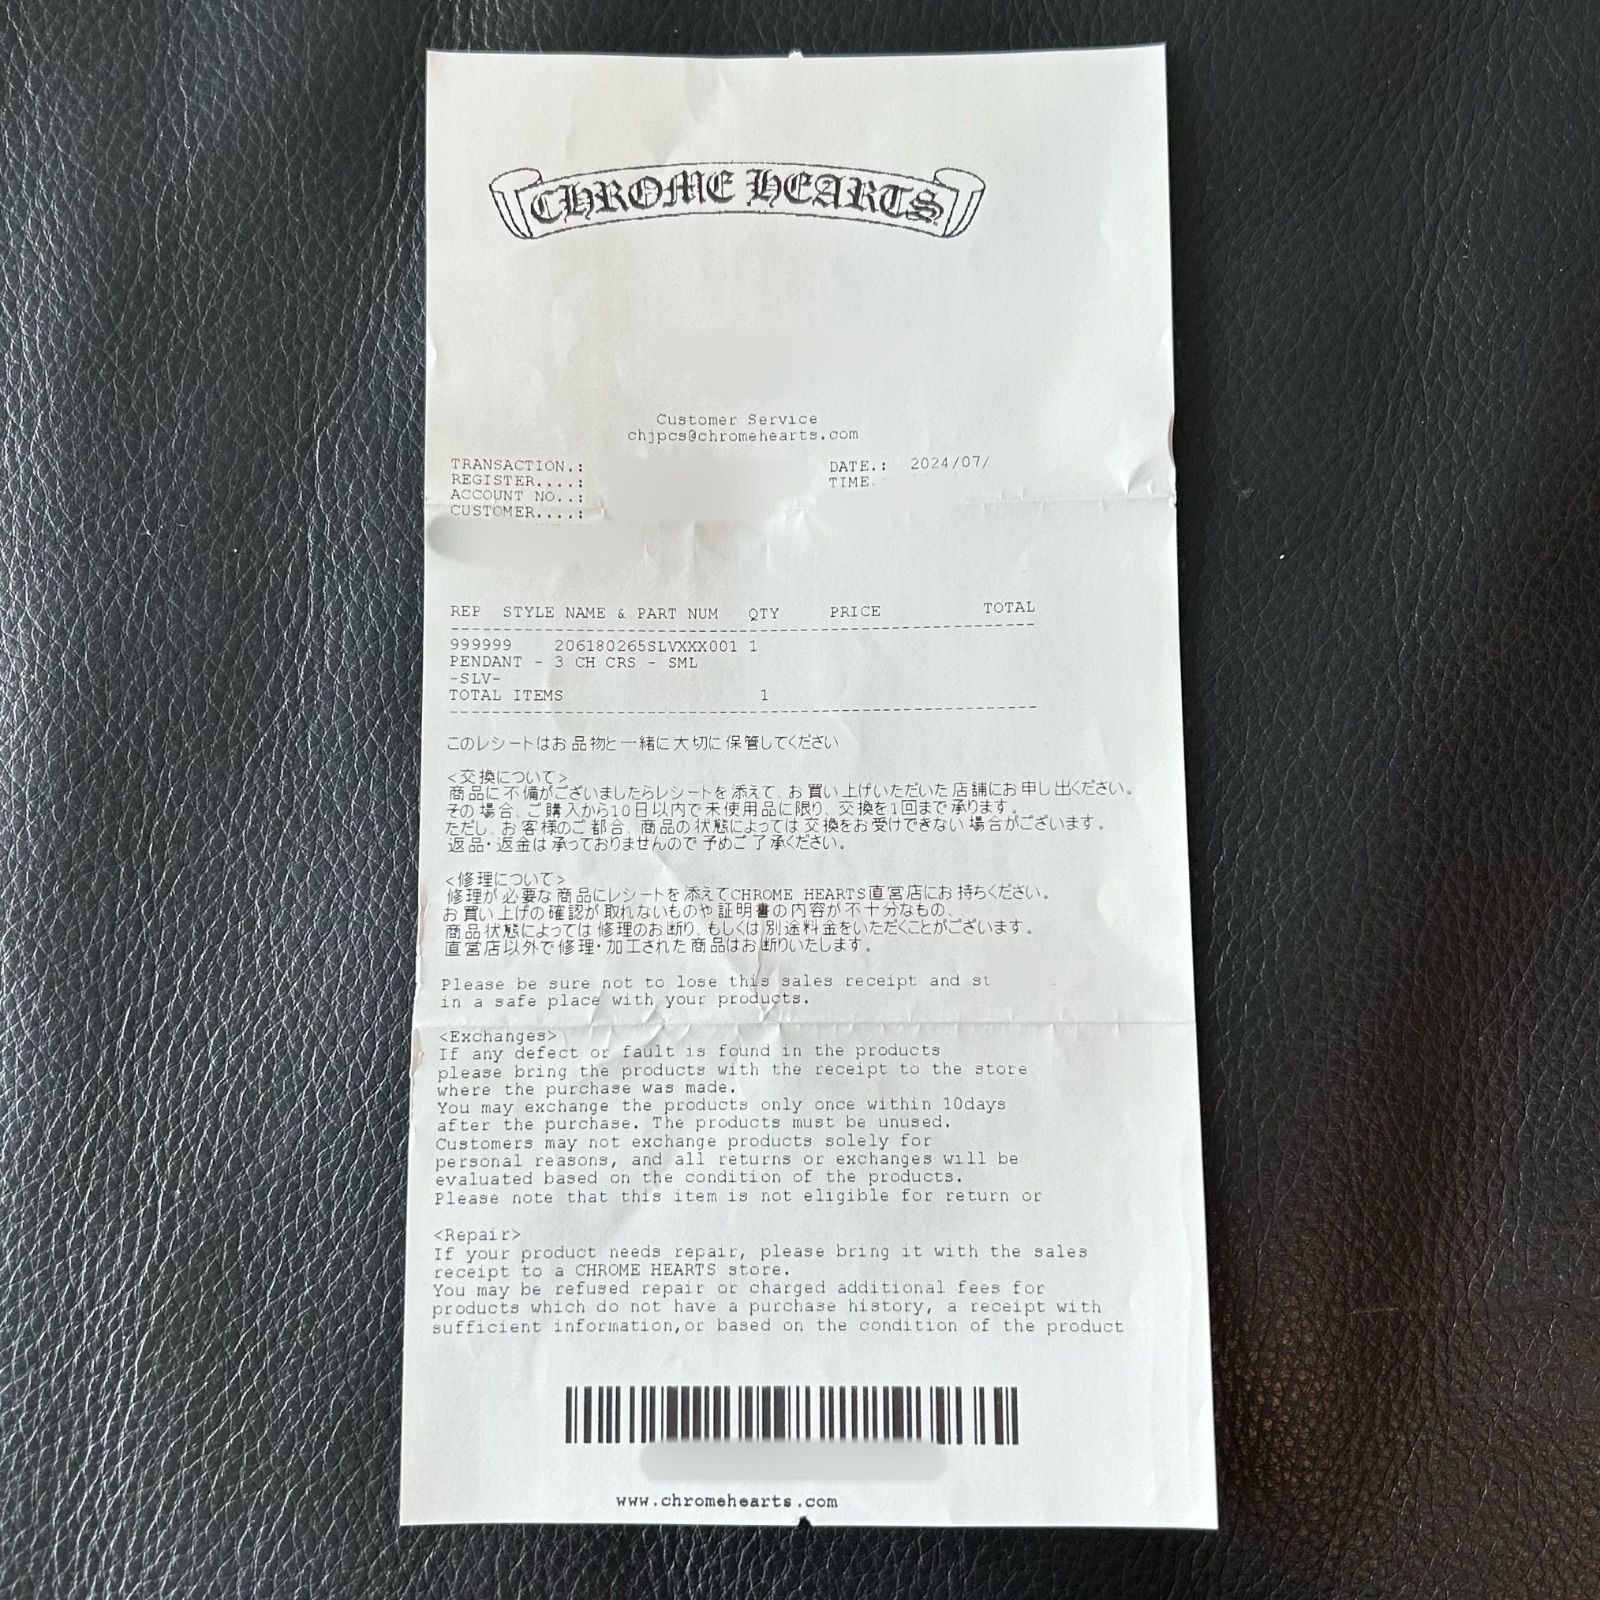 CHROME HEARTS
Customer Service
chjpcs@chromehearts.com
TRANSACTION.:
REGISTER....:
ACCOUNT NO..:
CUSTOMER....:
DATE.: 2024/07/
TIME.
REP STYLE NAME & PART NUM QTY PRICE TOTAL
999999 206180265SLVXXX001 1
PENDANT - 3 CH CRS - SML
-SLV-
TOTAL ITEMS 1
このレシートはお品物と一緒に大切に保管してください
<交換について>
商品に不備がございましたらレシートを添えて、お買い上げいただいた店舗にお申し出ください。
その場合、ご購入から10日以内で未使用品に限り、交換を1回まで承ります。
ただし、お客様のご都合、商品の状態によっては交換をお受けできない場合がございます。
返品・返金は承っておりませんので予めご了承ください。
<修理について>
修理が必要な商品にレシートを添えてCHROME HEARTS直営店にお持ちください。
お買い上げの確認が取れないものや証明書の内容が不十分なもの、
商品状態によっては修理のお断り、もしくは別途料金をいただくことがございます。
直営店以外で修理・加工された商品はお断りいたします。
Please be sure not to lose this sales receipt and st
in a safe place with your products.
<Exchanges>
If any defect or fault is found in the products
please bring the products with the receipt to the store
where the purchase was made.
You may exchange the products only once within 10days
after the purchase. The products must be unused.
Customers may not exchange products solely for
personal reasons, and all returns or exchanges will be
evaluated based on the condition of the products.
Please note that this item is not eligible for return or
<Repair>
If your product needs repair, please bring it with the sales
receipt to a CHROME HEARTS store.
You may be refused repair or charged additional fees for
products which do not have a purchase history, a receipt with
sufficient information,or based on the condition of the product
www.chromehearts.com